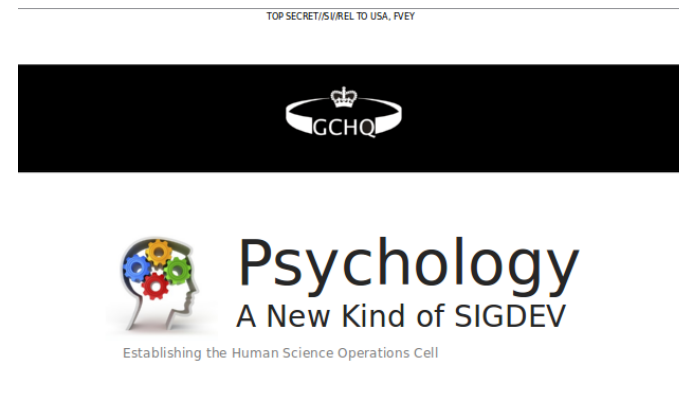 TOP SECRET//SI//REL TO USA, FVEY
GCHQ
Psychology
A New Kind of SIGDEV
Establishing the Human Science Operations Cell